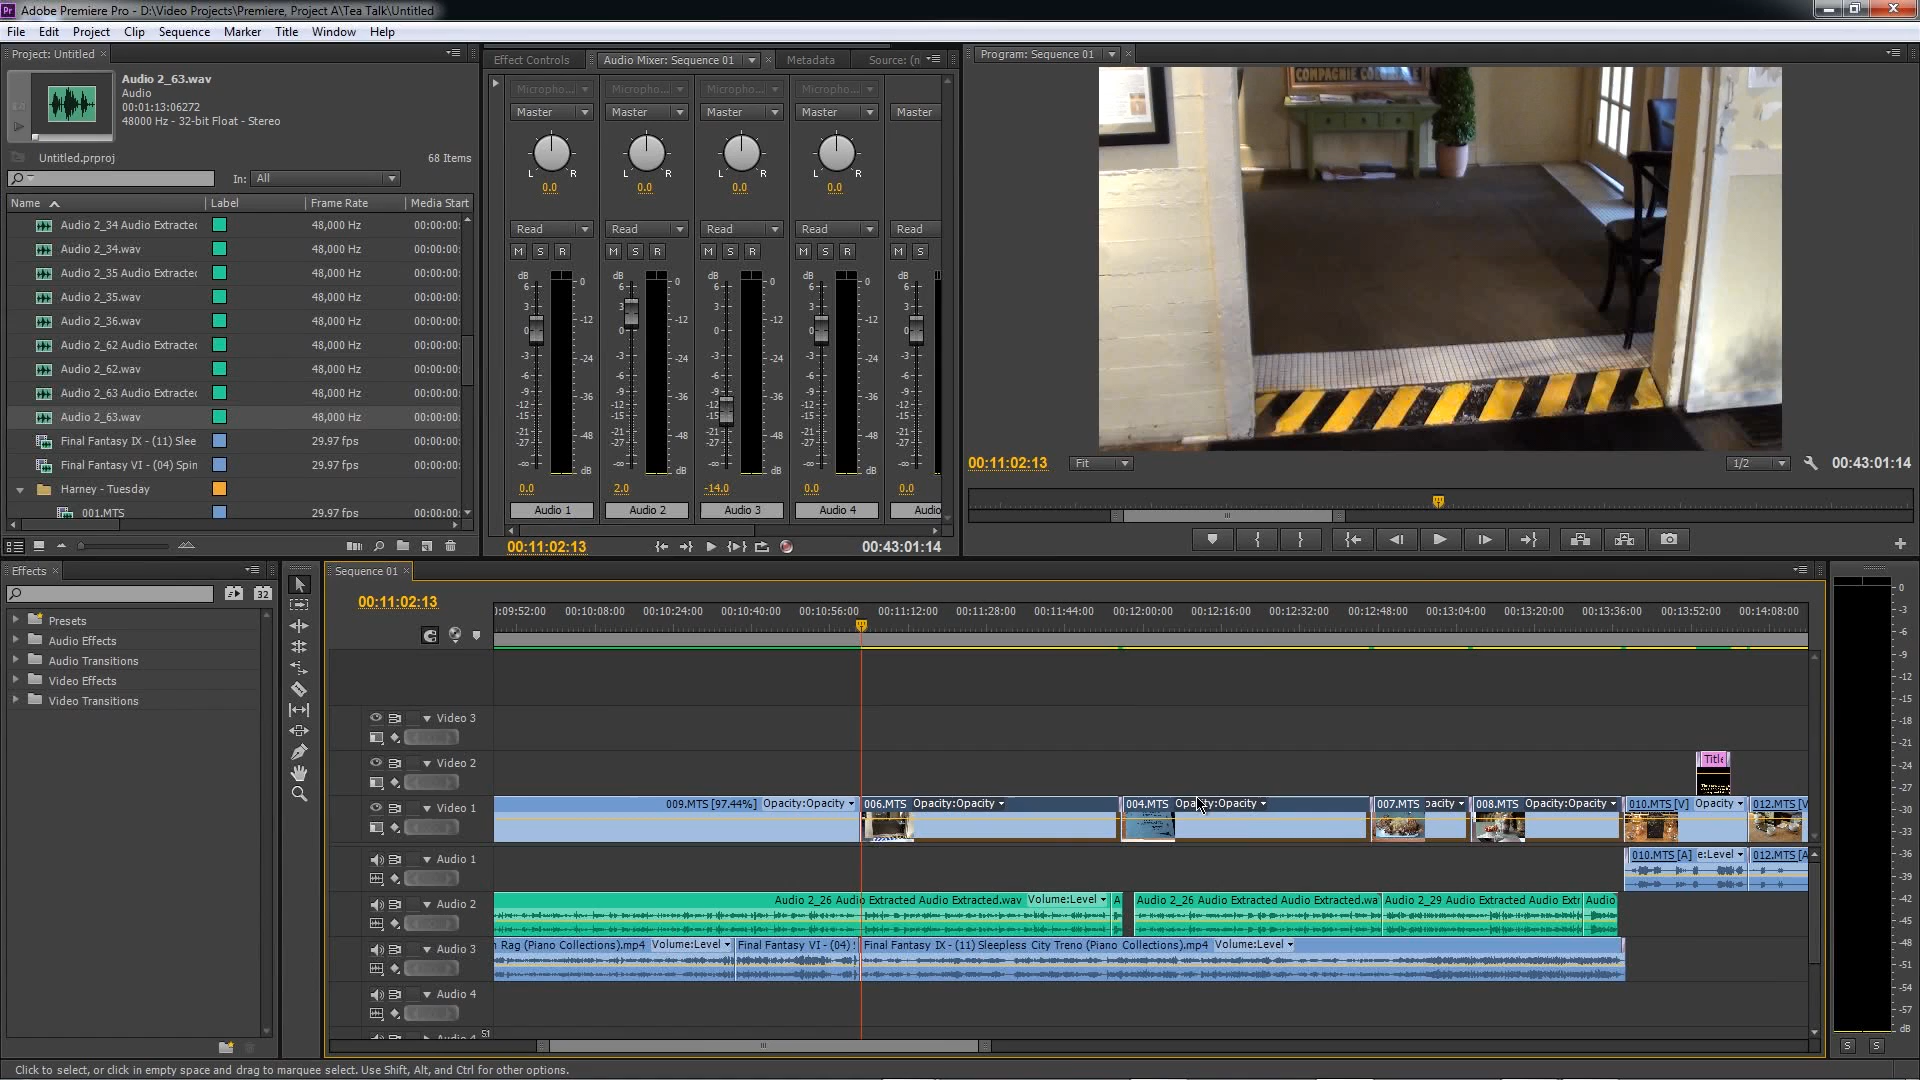 Adobe Premiere Pro - D:\Video Projects\Premiere, Project A\Tea Talk\Untitled
File Edit Project Clip Sequence Marker Title Window Help
Project: Untitled
Audio 2_63.wav
Audio
00:01:13:06272
48000 Hz - 32-bit Float - Stereo
Untitled.prproj 68 Items
In: All
Name Label Frame Rate Media Start
Audio 2_34 Audio Extracted 48,000 Hz 00:00:00:
Audio 2_34.wav 48,000 Hz 00:00:00:
Audio 2_35 Audio Extracted 48,000 Hz 00:00:00:
Audio 2_35.wav 48,000 Hz 00:00:00:
Audio 2_36.wav 48,000 Hz 00:00:00:
Audio 2_62 Audio Extracted 48,000 Hz 00:00:00:
Audio 2_62.wav 48,000 Hz 00:00:00:
Audio 2_63 Audio Extracted 48,000 Hz 00:00:00:
Audio 2_63.wav 48,000 Hz 00:00:00:
Final Fantasy IX - (11) Slee 29.97 fps 00:00:00:
Final Fantasy VI - (04) Spin 29.97 fps 00:00:00:
Harney - Tuesday
001.MTS 29.97 fps 00:00:00:
Effect Controls Audio Mixer: Sequence 01 Metadata Source: (n
Micropho... Micropho... Micropho... Micropho...
Master Master Master Master Master
L R L R L R L R
0.0 0.0 0.0 0.0
Read Read Read Read Read
M S R M S R M S R M S R M S
0.0 2.0 -14.0 0.0 0.0
Audio 1 Audio 2 Audio 3 Audio 4 Audio
00:11:02:13 00:43:01:14
Program: Sequence 01
COMPAGNIE
00:11:02:13 Fit 1/2 00:43:01:14
Effects
32
Presets
Audio Effects
Audio Transitions
Video Effects
Video Transitions
Sequence 01
00:11:02:13
0:09:52:00 00:10:08:00 00:10:24:00 00:10:40:00 00:10:56:00 00:11:12:00 00:11:28:00 00:11:44:00 00:12:00:00 00:12:16:00 00:12:32:00 00:12:48:00 00:13:04:00 00:13:20:00 00:13:36:00 00:13:52:00 00:14:08:00
Video 3
Video 2 Title
Video 1 009.MTS [97.44%] Opacity:Opacity 006.MTS Opacity:Opacity 004.MTS Opacity:Opacity 007.MTS pacity 008.MTS Opacity:Opacity 010.MTS [V] Opacity 012.MTS [V
Audio 1 010.MTS [A] e:Level 012.MTS [A
Audio 2 Audio 2_26 Audio Extracted Audio Extracted.wav Volume:Level A Audio 2_26 Audio Extracted Audio Extracted.wa Audio 2_29 Audio Extracted Audio Extr Audio
Audio 3 n Rag (Piano Collections).mp4 Volume:Level Final Fantasy VI - (04) Final Fantasy IX - (11) Sleepless City Treno (Piano Collections).mp4 Volume:Level
Audio 4
5.1
0
-3
-6
-9
-12
-15
-18
-21
-24
-27
-30
-33
-36
-39
-42
-45
-48
-51
-54
-57
dB
S S
Click to select, or click in empty space and drag to marquee select. Use Shift, Alt, and Ctrl for other options.